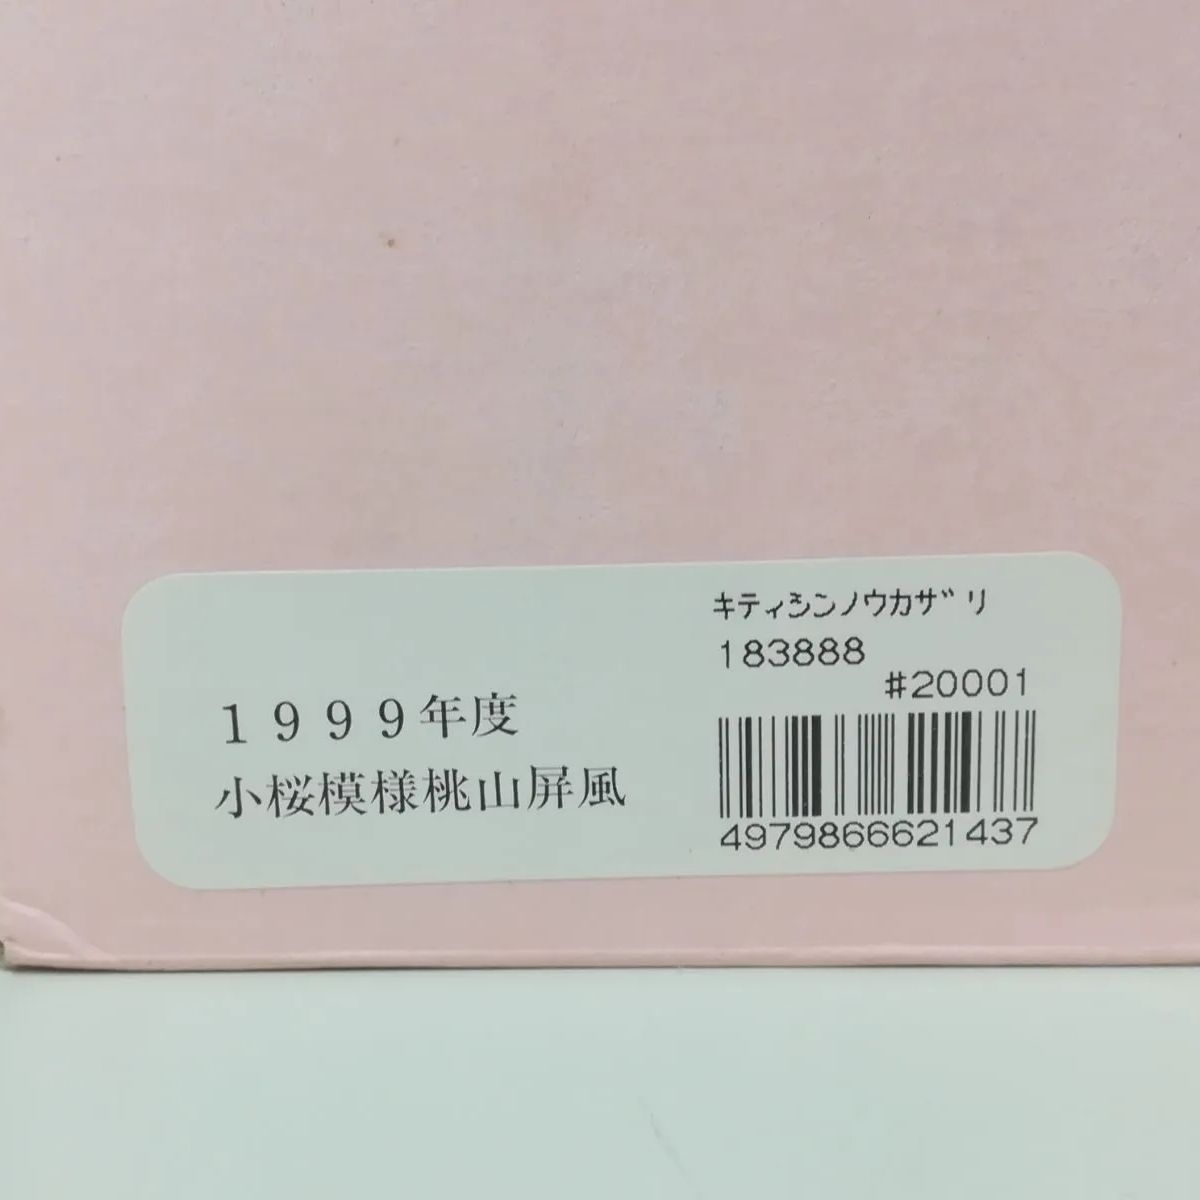 キティシンノウカザリ
183888
#20001
1999年度
小桜模様桃山屏風
4979866621437